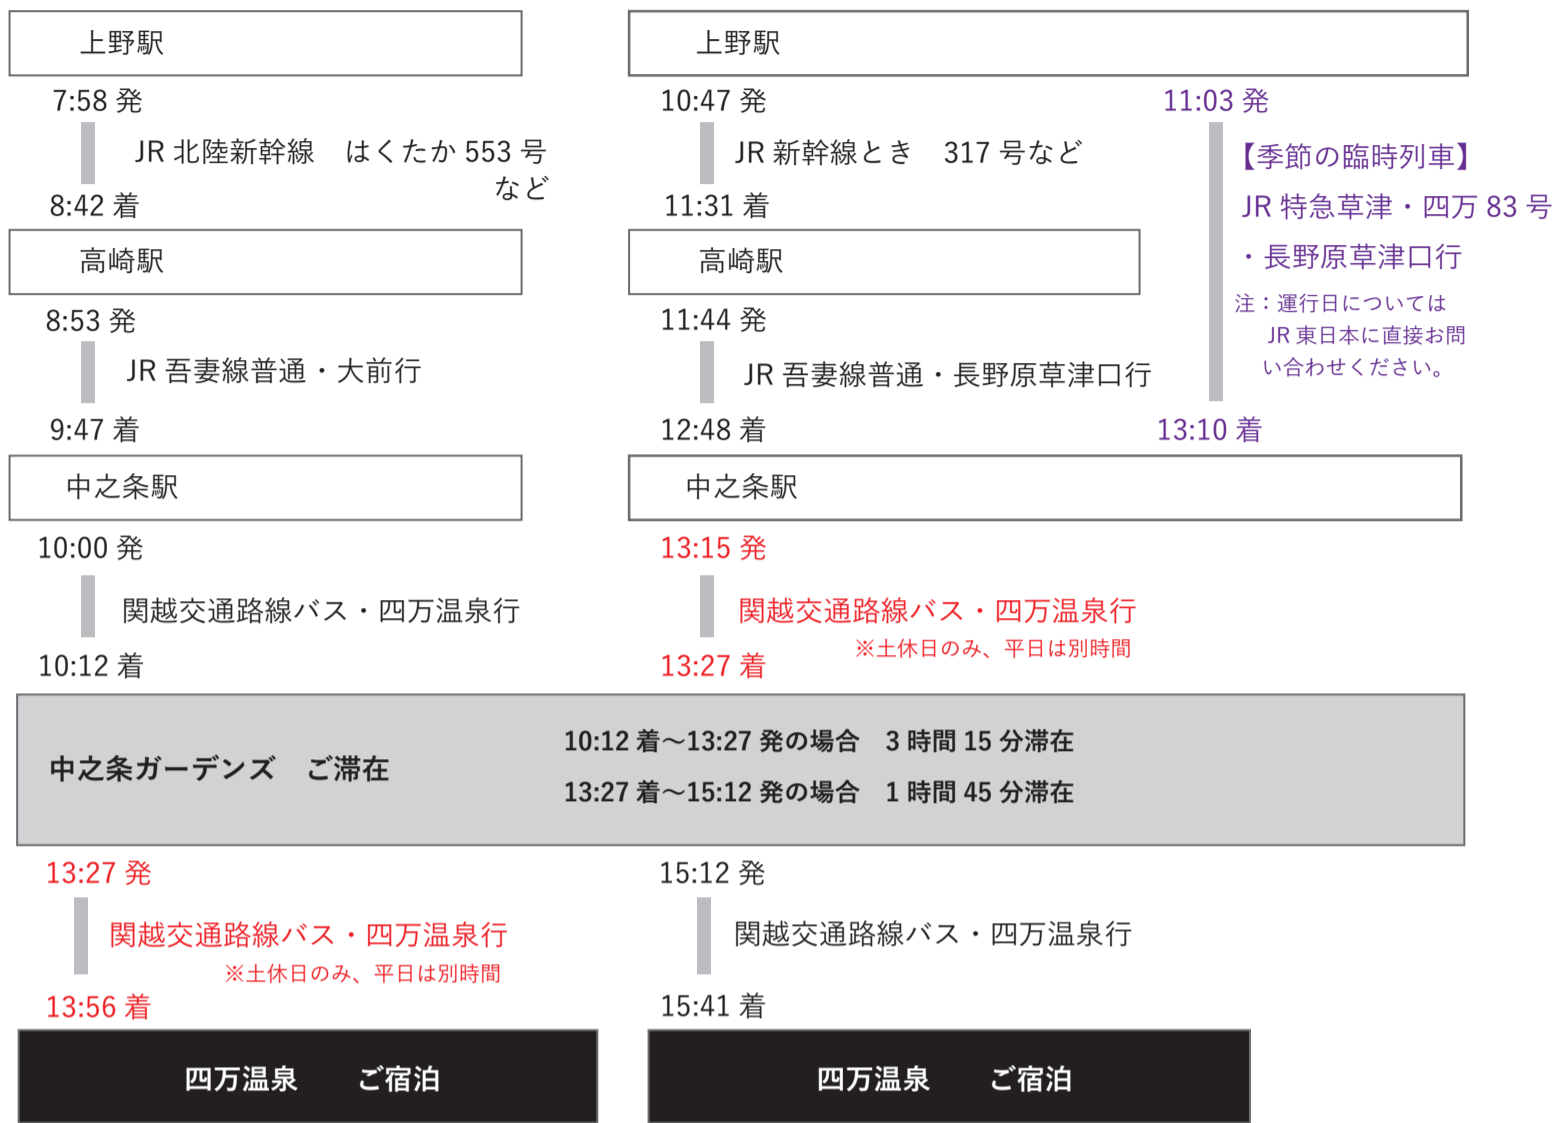 上野駅
7:58 発
JR 北陸新幹線　はくたか 553 号
など
8:42 着
高崎駅
8:53 発
JR 吾妻線普通・大前行
9:47 着
中之条駅
10:00 発
関越交通路線バス・四万温泉行
10:12 着
上野駅
10:47 発
JR 新幹線とき　317 号など
11:31 着
高崎駅
11:44 発
JR 吾妻線普通・長野原草津口行
12:48 着
11:03 発
【季節の臨時列車】
JR 特急草津・四万 83 号
・長野原草津口行
注：運行日については
JR 東日本に直接お問
い合わせください。
13:10 着
中之条駅
13:15 発
関越交通路線バス・四万温泉行
※土休日のみ、平日は別時間
13:27 着
中之条ガーデンズ　ご滞在
10:12 着～13:27 発の場合　3 時間 15 分滞在
13:27 着～15:12 発の場合　1 時間 45 分滞在
13:27 発
関越交通路線バス・四万温泉行
※土休日のみ、平日は別時間
13:56 着
四万温泉　　ご宿泊
15:12 発
関越交通路線バス・四万温泉行
15:41 着
四万温泉　　ご宿泊